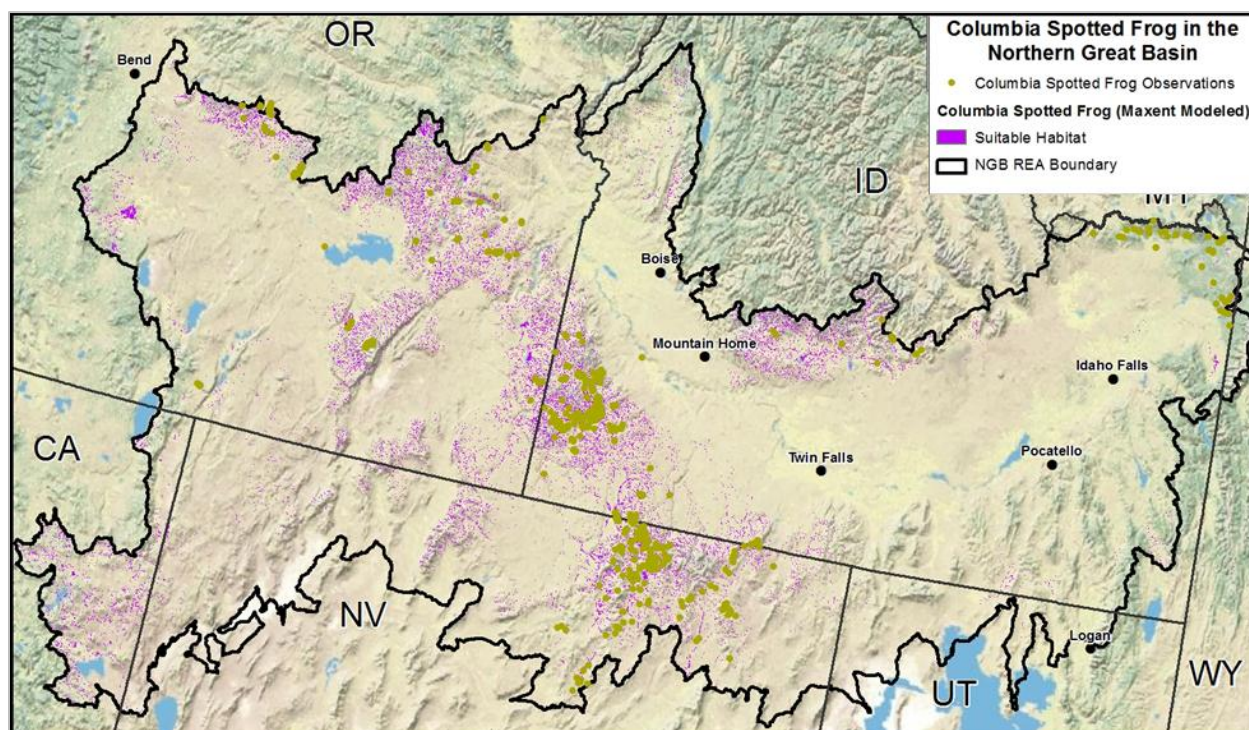 OR
Bend
Columbia Spotted Frog in the
Northern Great Basin
Columbia Spotted Frog Observations
Columbia Spotted Frog (Maxent Modeled)
Suitable Habitat
NGB REA Boundary
ID
MT
Boise
Mountain Home
Idaho Falls
CA
Twin Falls
Pocatello
NV
Logan
UT
WY